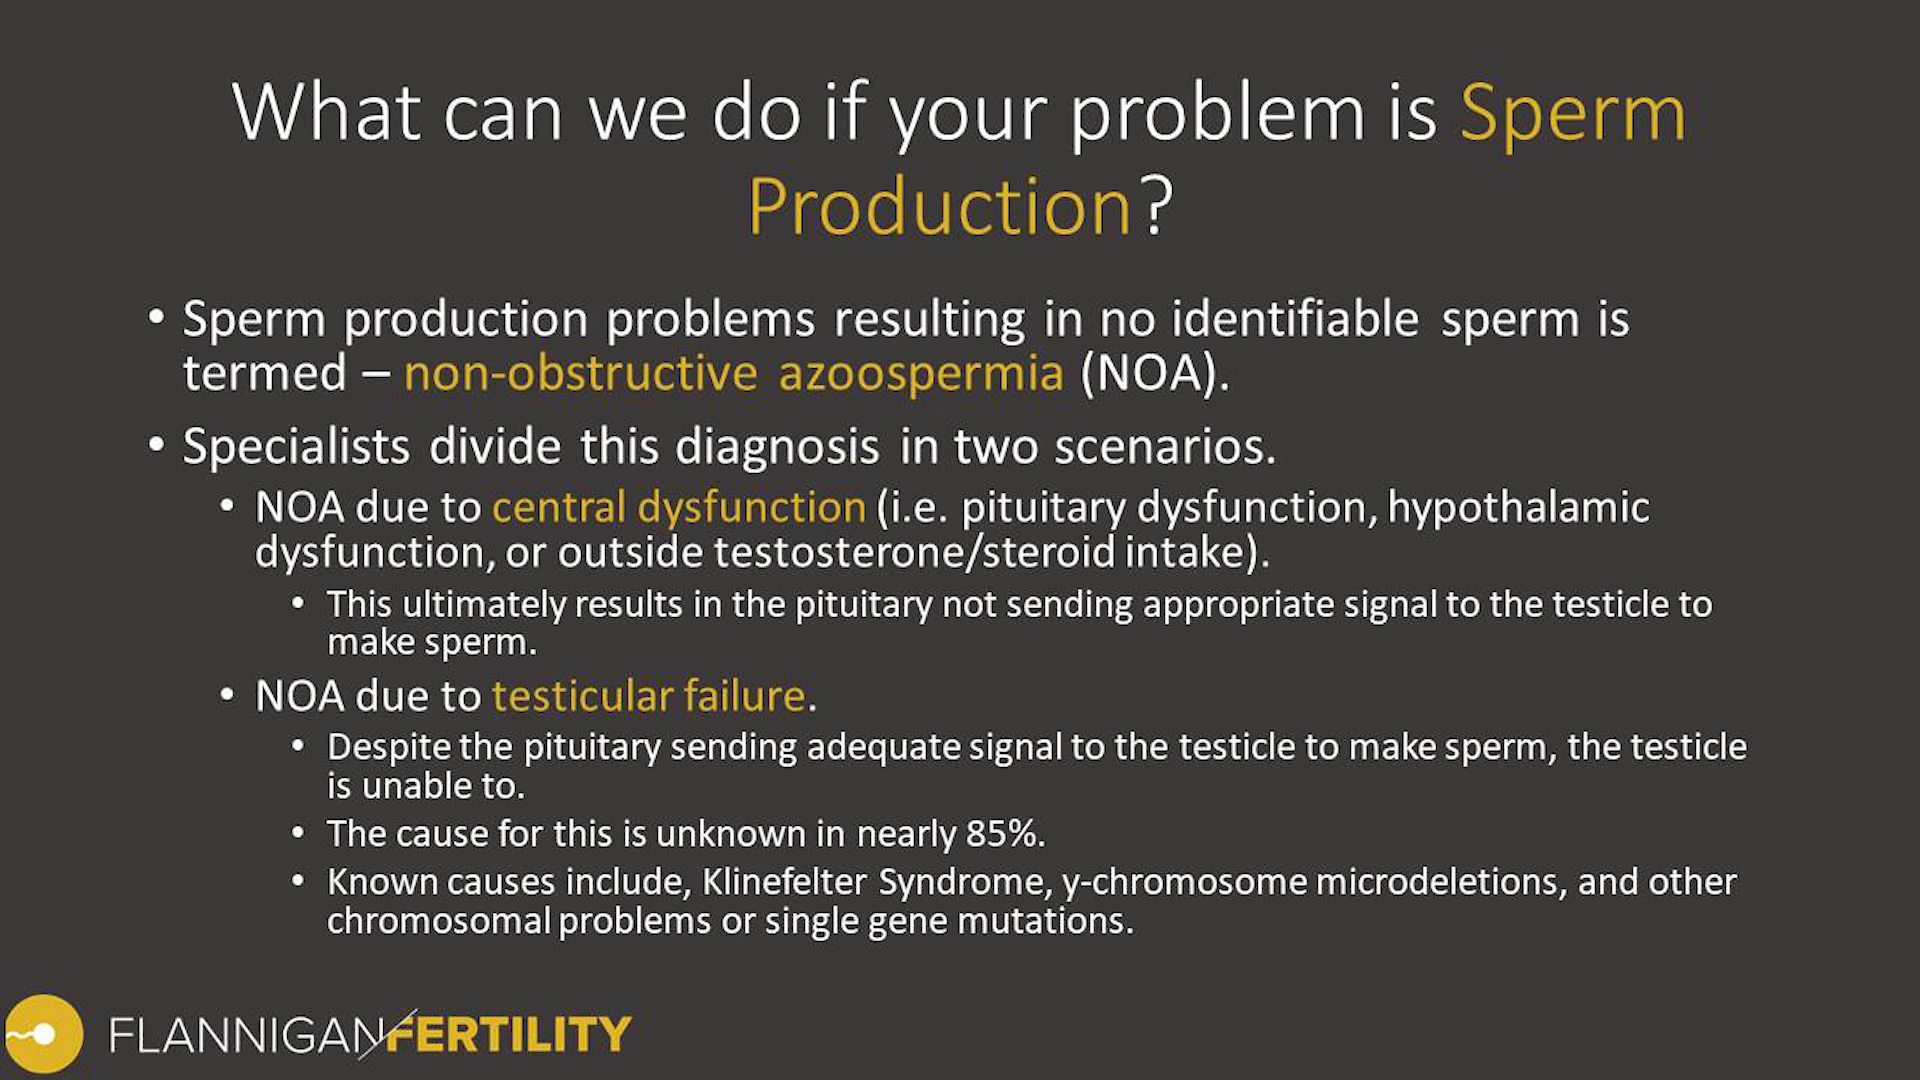 What can we do if your problem is Sperm
Production?
• Sperm production problems resulting in no identifiable sperm is
termed – non-obstructive azoospermia (NOA).
• Specialists divide this diagnosis in two scenarios.
• NOA due to central dysfunction (i.e. pituitary dysfunction, hypothalamic
dysfunction, or outside testosterone/steroid intake).
• This ultimately results in the pituitary not sending appropriate signal to the testicle to
make sperm.
• NOA due to testicular failure.
• Despite the pituitary sending adequate signal to the testicle to make sperm, the testicle
is unable to.
• The cause for this is unknown in nearly 85%.
• Known causes include, Klinefelter Syndrome, y-chromosome microdeletions, and other
chromosomal problems or single gene mutations.
FLANNIGAN/FERTILITY